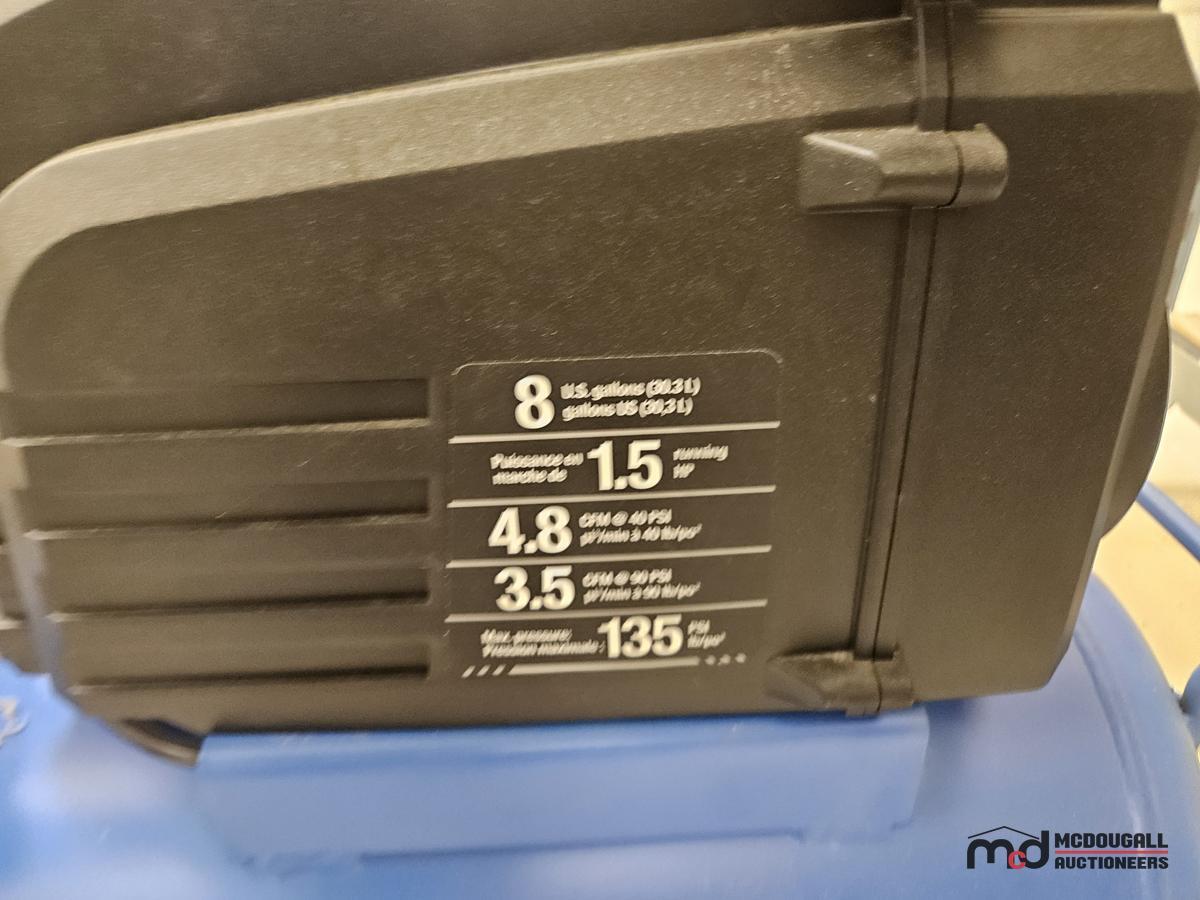 8 U.S. gallons (30.3 L)
gallons US (30,3 L)
Puissance en marche de 1.5 running HP
4.8 CFM @ 40 PSI
pi³/min à 40 lb/po²
3.5 CFM @ 90 PSI
pi³/min à 90 lb/po²
Max. pressure:
Pression maximale : 135 PSI
lb/po²
mcd MCDOUGALL
AUCTIONEERS